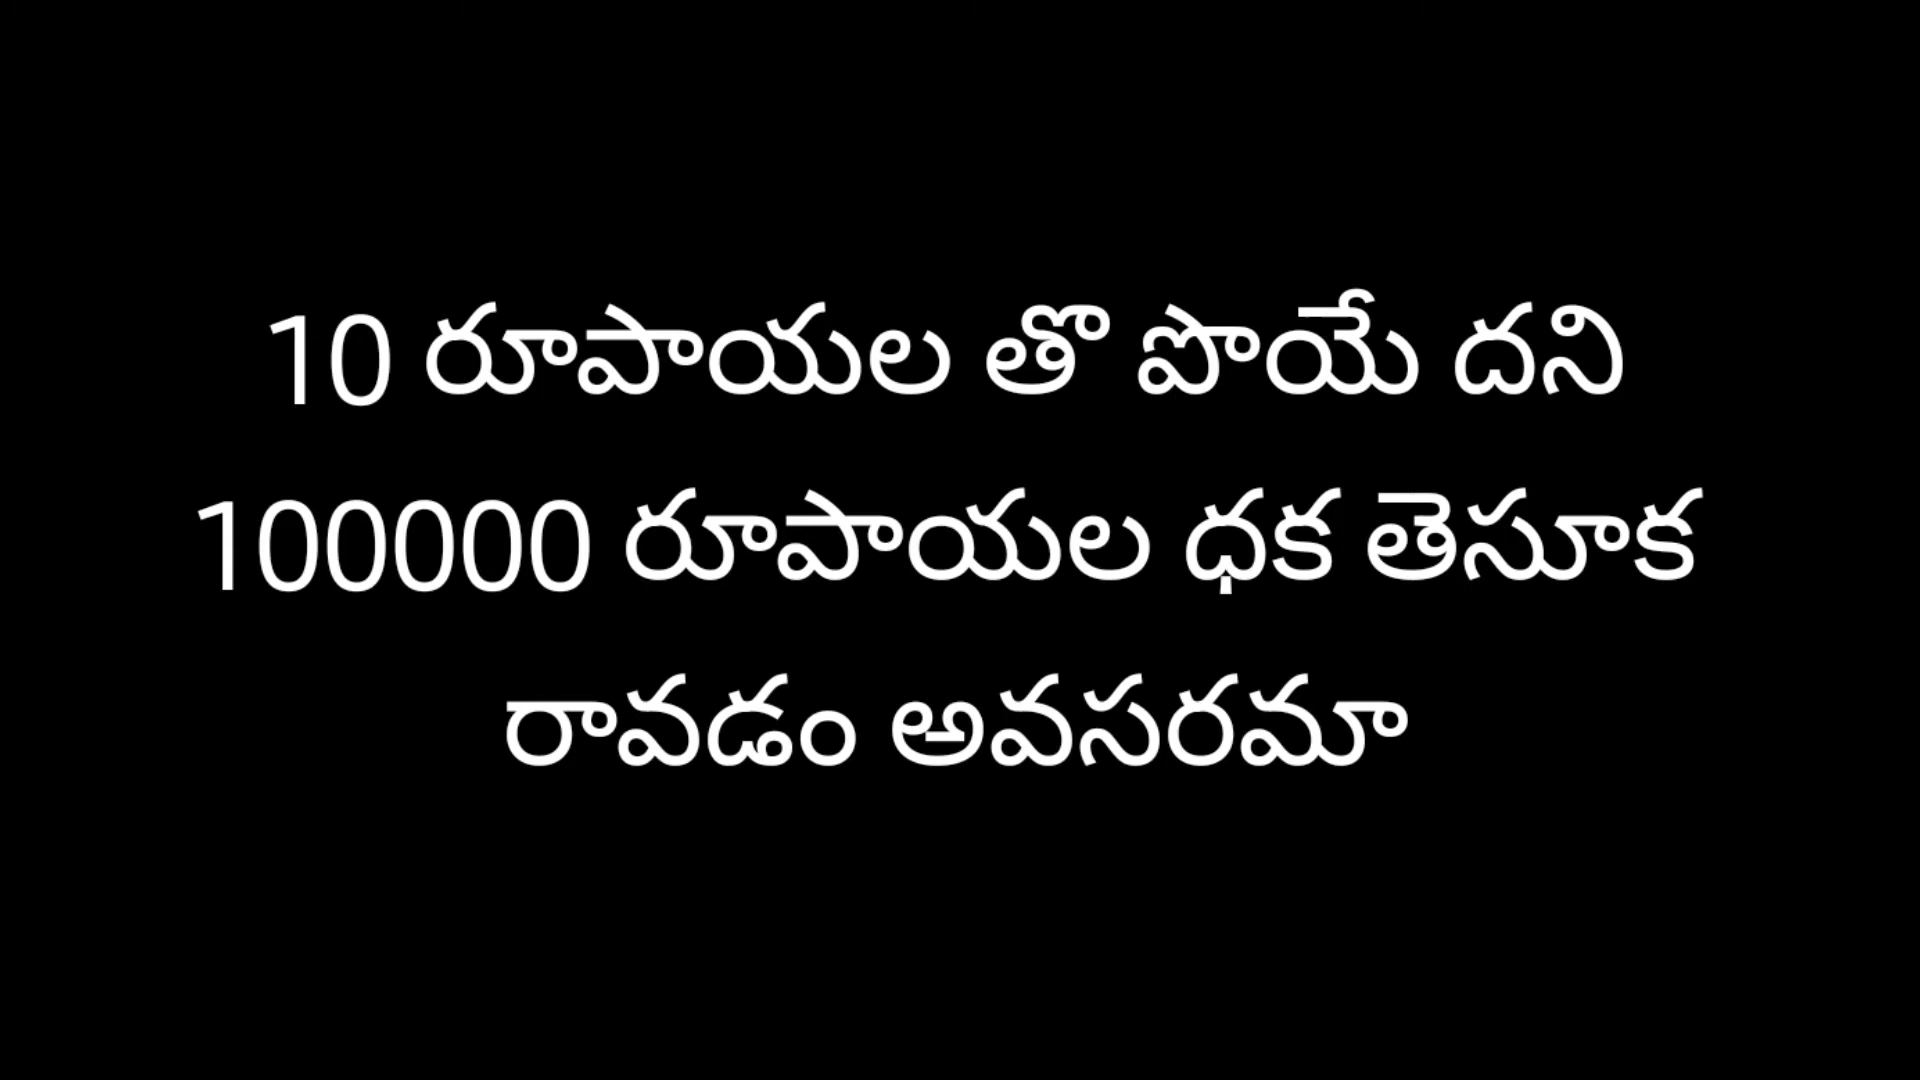 10 రూపాయల తొ పొయే దని
100000 రూపాయల ధక తెసూక
రావడం అవసరమా